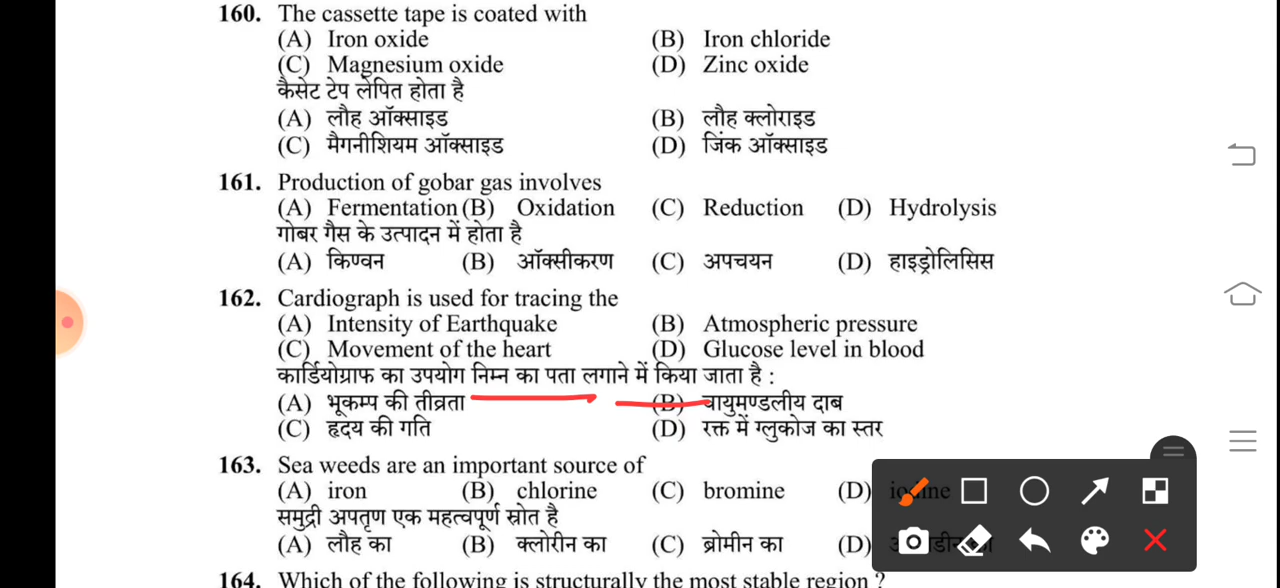 160. The cassette tape is coated with
(A) Iron oxide (B) Iron chloride
(C) Magnesium oxide (D) Zinc oxide
कैसेट टेप लेपित होता है
(A) लौह ऑक्साइड (B) लौह क्लोराइड
(C) मैगनीशियम ऑक्साइड (D) जिंक ऑक्साइड
161. Production of gobar gas involves
(A) Fermentation (B) Oxidation (C) Reduction (D) Hydrolysis
गोबर गैस के उत्पादन में होता है
(A) किण्वन (B) ऑक्सीकरण (C) अपचयन (D) हाइड्रोलिसिस
162. Cardiograph is used for tracing the
(A) Intensity of Earthquake (B) Atmospheric pressure
(C) Movement of the heart (D) Glucose level in blood
कार्डियोग्राफ का उपयोग निम्न का पता लगाने में किया जाता है :
(A) भूकम्प की तीव्रता (B) वायुमण्डलीय दाब
(C) हृदय की गति (D) रक्त में ग्लुकोज का स्तर
163. Sea weeds are an important source of
(A) iron (B) chlorine (C) bromine (D) iodine
समुद्री अपतृण एक महत्वपूर्ण स्रोत है
(A) लौह का (B) क्लोरीन का (C) ब्रोमीन का (D)
164. Which of the following is structurally the most stable region ?